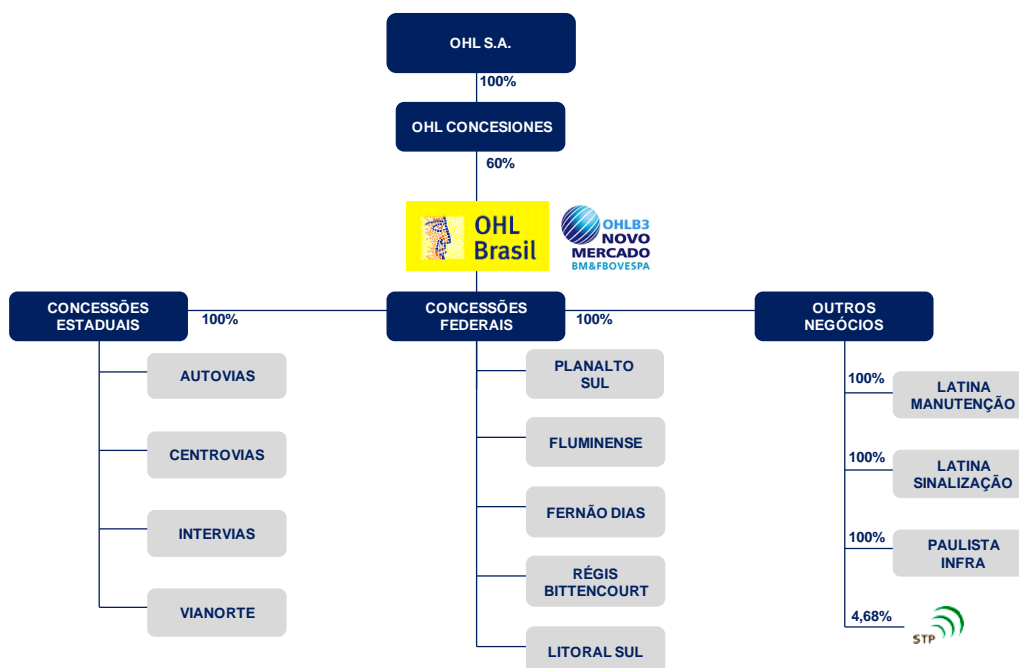 OHL S.A.
100%
OHL CONCESIONES
60%
OHL
Brasil
OHLB3
NOVO
MERCADO
BM&FBOVESPA
CONCESSÕES
ESTADUAIS
100%
CONCESSÕES
FEDERAIS
100%
OUTROS
NEGÓCIOS
AUTOVIAS
CENTROVIAS
INTERVIAS
VIANORTE
PLANALTO
SUL
FLUMINENSE
FERNÃO DIAS
RÉGIS
BITTENCOURT
LITORAL SUL
100%
LATINA
MANUTENÇÃO
100%
LATINA
SINALIZAÇÃO
100%
PAULISTA
INFRA
4,68%
STP